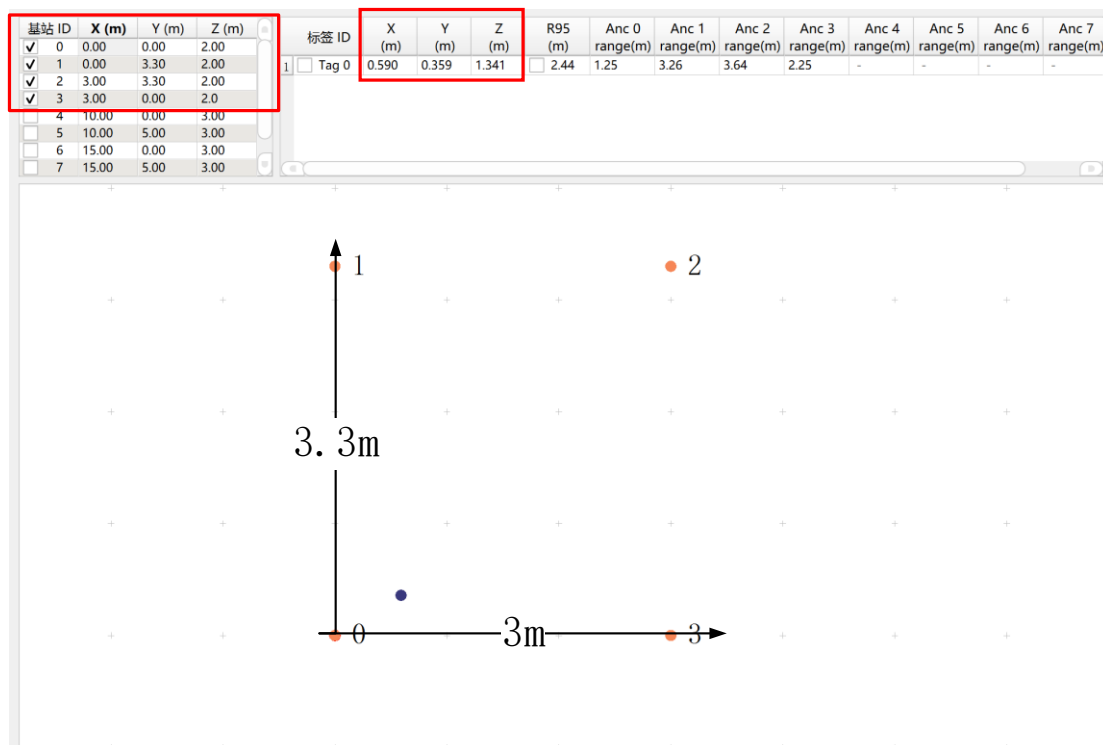 基站 ID X (m) Y (m) Z (m)
0 0.00 0.00 2.00
1 0.00 3.30 2.00
2 3.00 3.30 2.00
3 3.00 0.00 2.0
4 10.00 0.00 3.00
5 10.00 5.00 3.00
6 15.00 0.00 3.00
7 15.00 5.00 3.00
标签 ID X (m) Y (m) Z (m) R95 (m) Anc 0 range(m) Anc 1 range(m) Anc 2 range(m) Anc 3 range(m) Anc 4 range(m) Anc 5 range(m) Anc 6 range(m) Anc 7 range(m)
1 Tag 0 0.590 0.359 1.341 2.44 1.25 3.26 3.64 2.25 - - - -
1
2
3.3m
0
3m
3